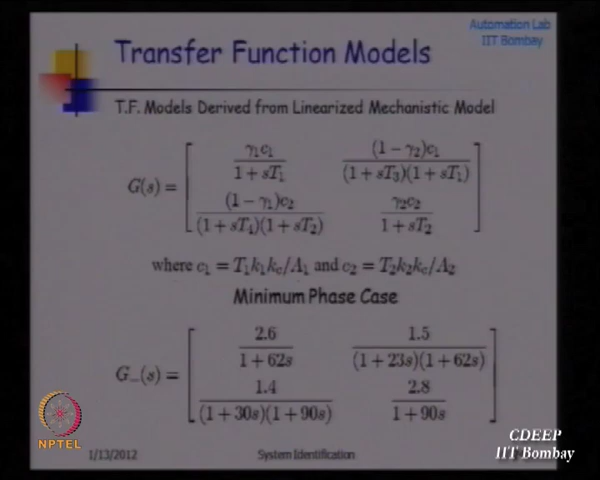 Automation Lab
IIT Bombay
Transfer Function Models
T.F. Models Derived from Linearized Mechanistic Model
G(s) = [ γ₁c₁/(1 + sT₁)   (1 − γ₂)c₁/((1 + sT₃)(1 + sT₁)) ]
[ (1 − γ₁)c₂/((1 + sT₄)(1 + sT₂))   γ₂c₂/(1 + sT₂) ]
where c₁ = T₁k₁k_c/A₁ and c₂ = T₂k₂k_c/A₂
Minimum Phase Case
G₋(s) = [ 2.6/(1 + 62s)   1.5/((1 + 23s)(1 + 62s)) ]
[ 1.4/((1 + 30s)(1 + 90s))   2.8/(1 + 90s) ]
NPTEL
1/13/2012
System Identification
CDEEP
IIT Bombay